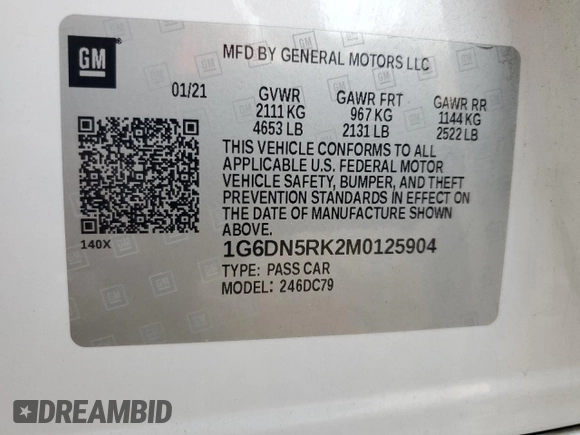 GM
MFD BY GENERAL MOTORS LLC
01/21 GVWR GAWR FRT GAWR RR
2111 KG 967 KG 1144 KG
4653 LB 2131 LB 2522 LB
THIS VEHICLE CONFORMS TO ALL
APPLICABLE U.S. FEDERAL MOTOR
VEHICLE SAFETY, BUMPER, AND THEFT
PREVENTION STANDARDS IN EFFECT ON
THE DATE OF MANUFACTURE SHOWN
ABOVE.
140X
1G6DN5RK2M0125904
TYPE: PASS CAR
MODEL: 246DC79
DREAMBID